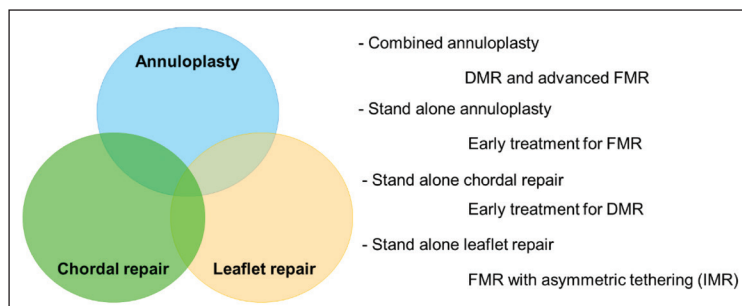 Annuloplasty
Chordal repair
Leaflet repair
- Combined annuloplasty
DMR and advanced FMR
- Stand alone annuloplasty
Early treatment for FMR
- Stand alone chordal repair
Early treatment for DMR
- Stand alone leaflet repair
FMR with asymmetric tethering (IMR)